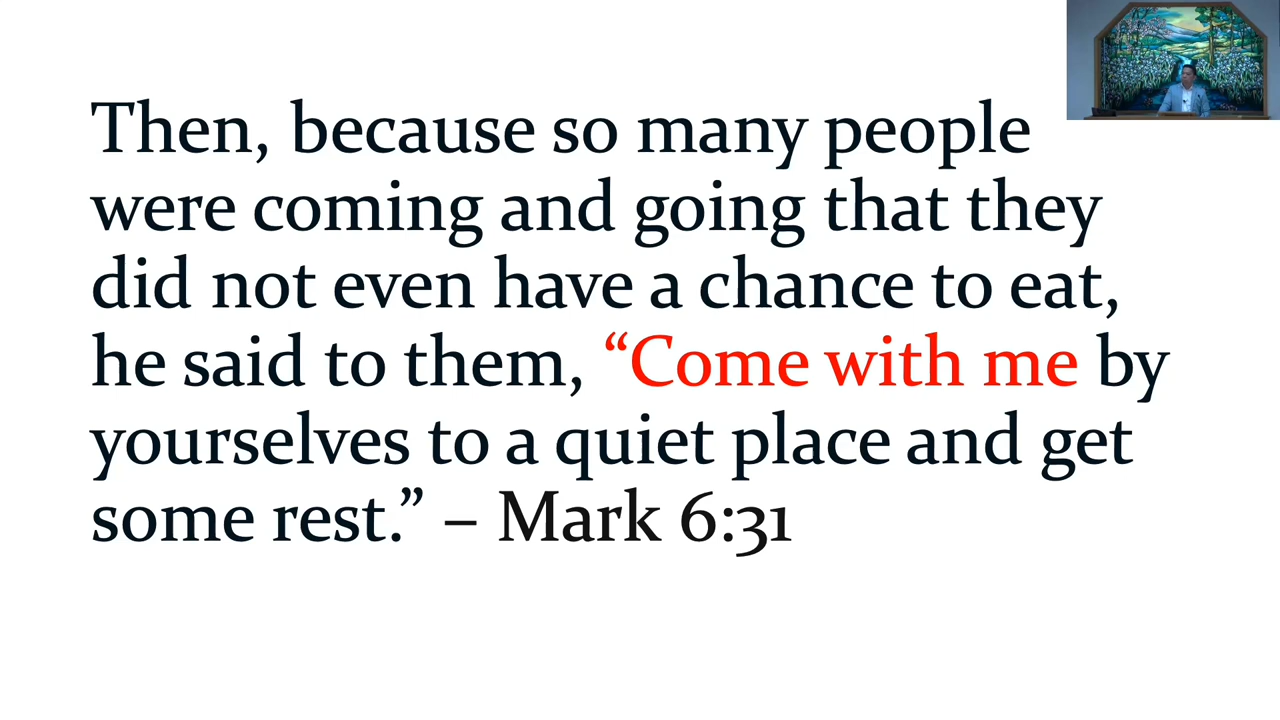 Then, because so many people
were coming and going that they
did not even have a chance to eat,
he said to them, “Come with me by
yourselves to a quiet place and get
some rest.” – Mark 6:31